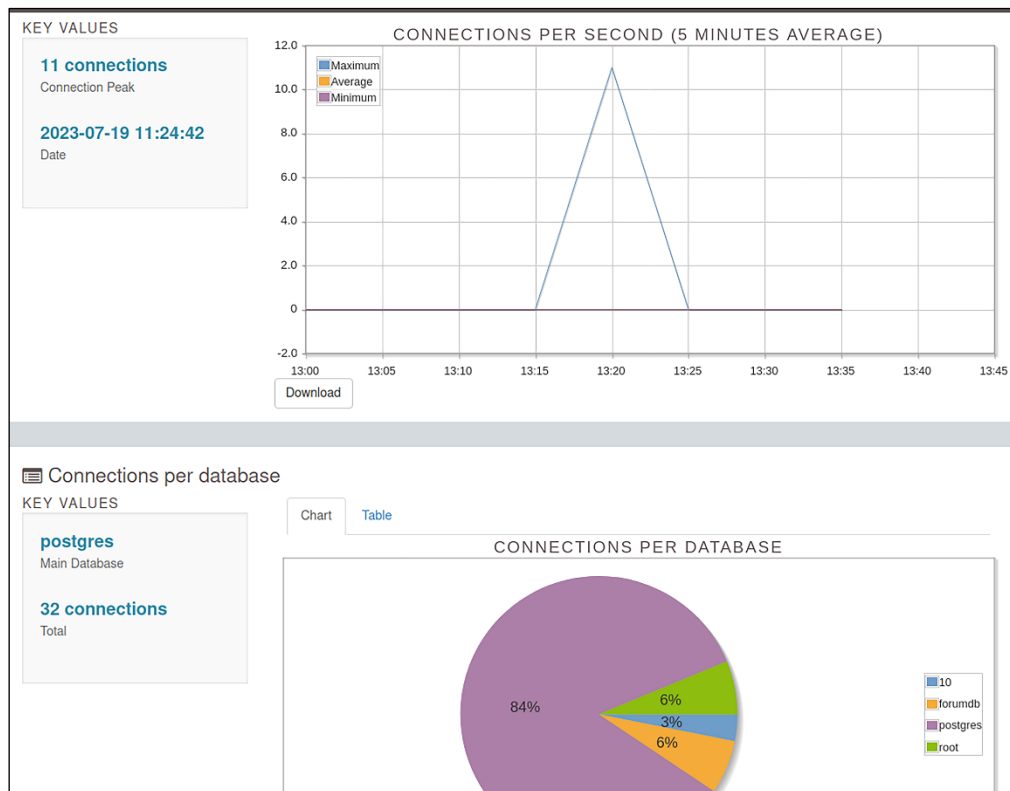 KEY VALUES
11 connections
Connection Peak
2023-07-19 11:24:42
Date
CONNECTIONS PER SECOND (5 MINUTES AVERAGE)
12.0
10.0
8.0
6.0
4.0
2.0
0
-2.0
Maximum
Average
Minimum
13:00 13:05 13:10 13:15 13:20 13:25 13:30 13:35 13:40 13:45
Download
Connections per database
KEY VALUES
postgres
Main Database
32 connections
Total
Chart Table
CONNECTIONS PER DATABASE
84%
6%
3%
6%
10
forumdb
postgres
root